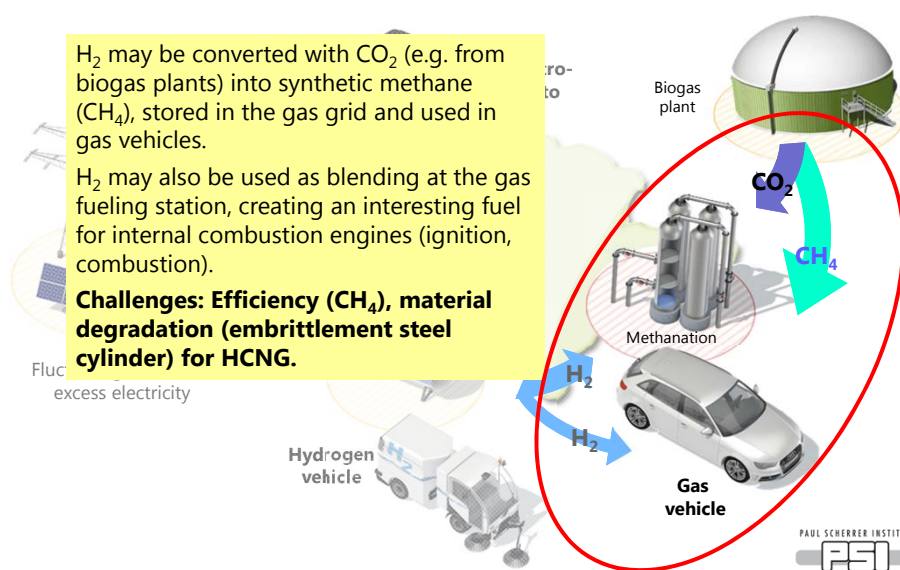 H₂ may be converted with CO₂ (e.g. from
biogas plants) into synthetic methane
(CH₄), stored in the gas grid and used in
gas vehicles.
H₂ may also be used as blending at the gas
fueling station, creating an interesting fuel
for internal combustion engines (ignition,
combustion).
Challenges: Efficiency (CH₄), material
degradation (embrittlement steel
cylinder) for HCNG.
Biogas
plant
CO₂
CH₄
Methanation
excess electricity
H₂
H₂
Hydrogen
vehicle
H₂
Gas
vehicle
PAUL SCHERRER INSTIT
PSI